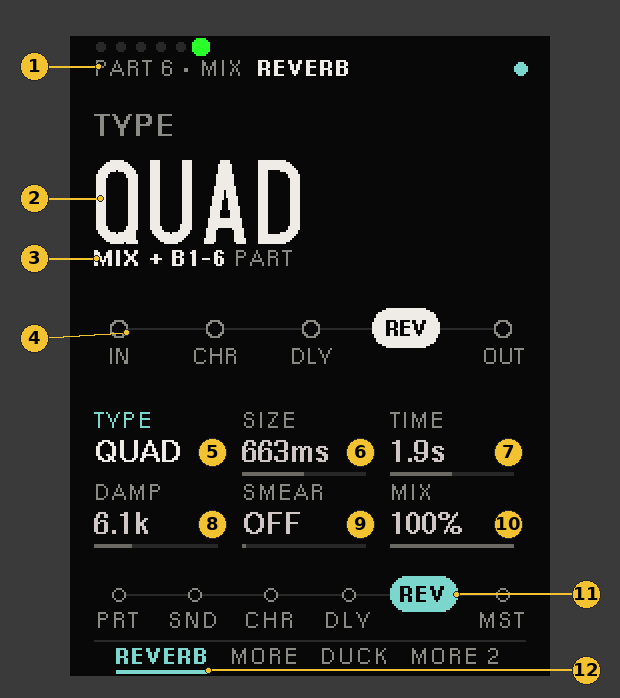 1 PART 6 · MIX REVERB
TYPE
2 QUAD
3 MIX + B1-6 PART
4 REV
IN CHR DLY OUT
TYPE SIZE TIME
QUAD 5 663ms 6 1.9s 7
DAMP SMEAR MIX
6.1k 8 OFF 9 100% 10
REV 11
PRT SND CHR DLY MST
REVERB MORE DUCK MORE 2 12